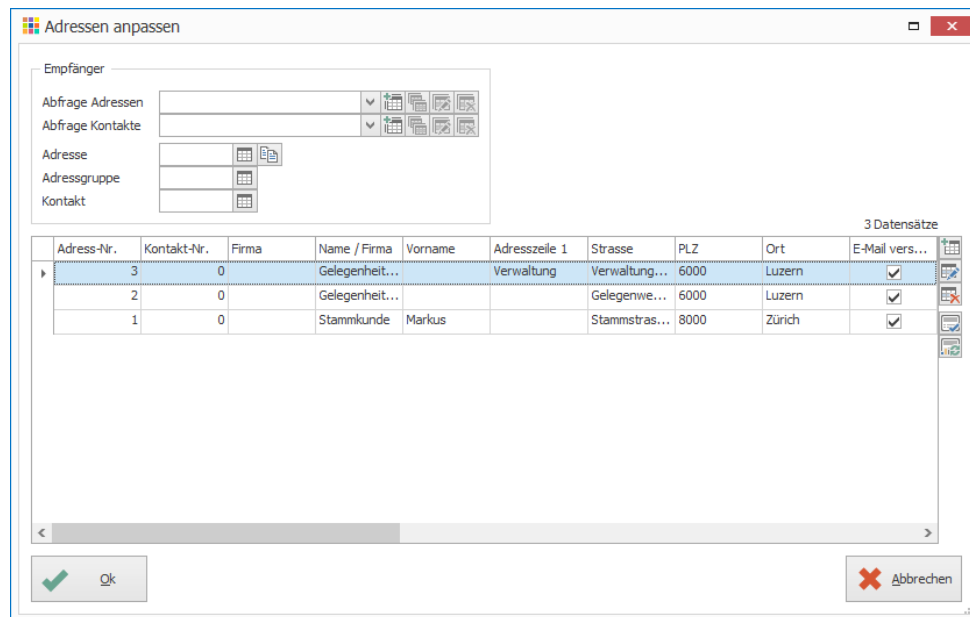 Adressen anpassen
Empfänger
Abfrage Adressen
Abfrage Kontakte
Adresse
Adressgruppe
Kontakt
3 Datensätze
Adress-Nr. Kontakt-Nr. Firma Name / Firma Vorname Adresszeile 1 Strasse PLZ Ort E-Mail vers...
3 0 Gelegenheit... Verwaltung Verwaltung... 6000 Luzern
2 0 Gelegenheit... Gelegenwe... 6000 Luzern
1 0 Stammkunde Markus Stammstras... 8000 Zürich
Ok Abbrechen